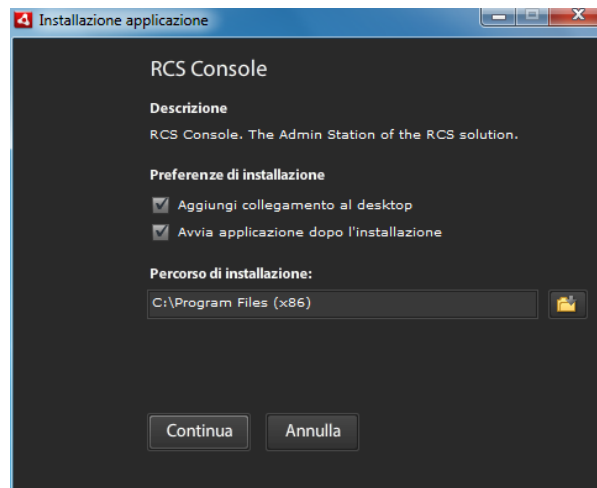 Installazione applicazione
RCS Console
Descrizione
RCS Console. The Admin Station of the RCS solution.
Preferenze di installazione
Aggiungi collegamento al desktop
Avvia applicazione dopo l'installazione
Percorso di installazione:
C:\Program Files (x86)
Continua Annulla